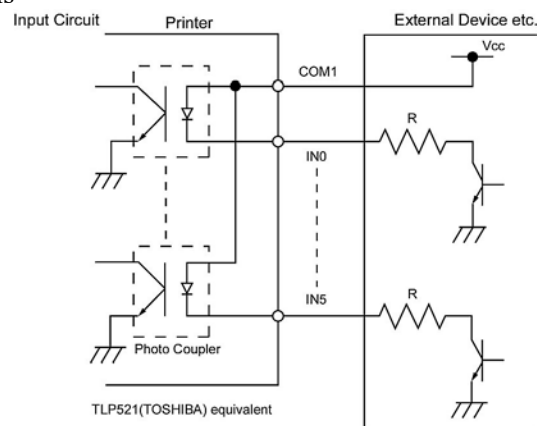 Input Circuit
Printer
External Device etc.
Vcc
COM1
R
IN0
R
IN5
Photo Coupler
TLP521(TOSHIBA) equivalent